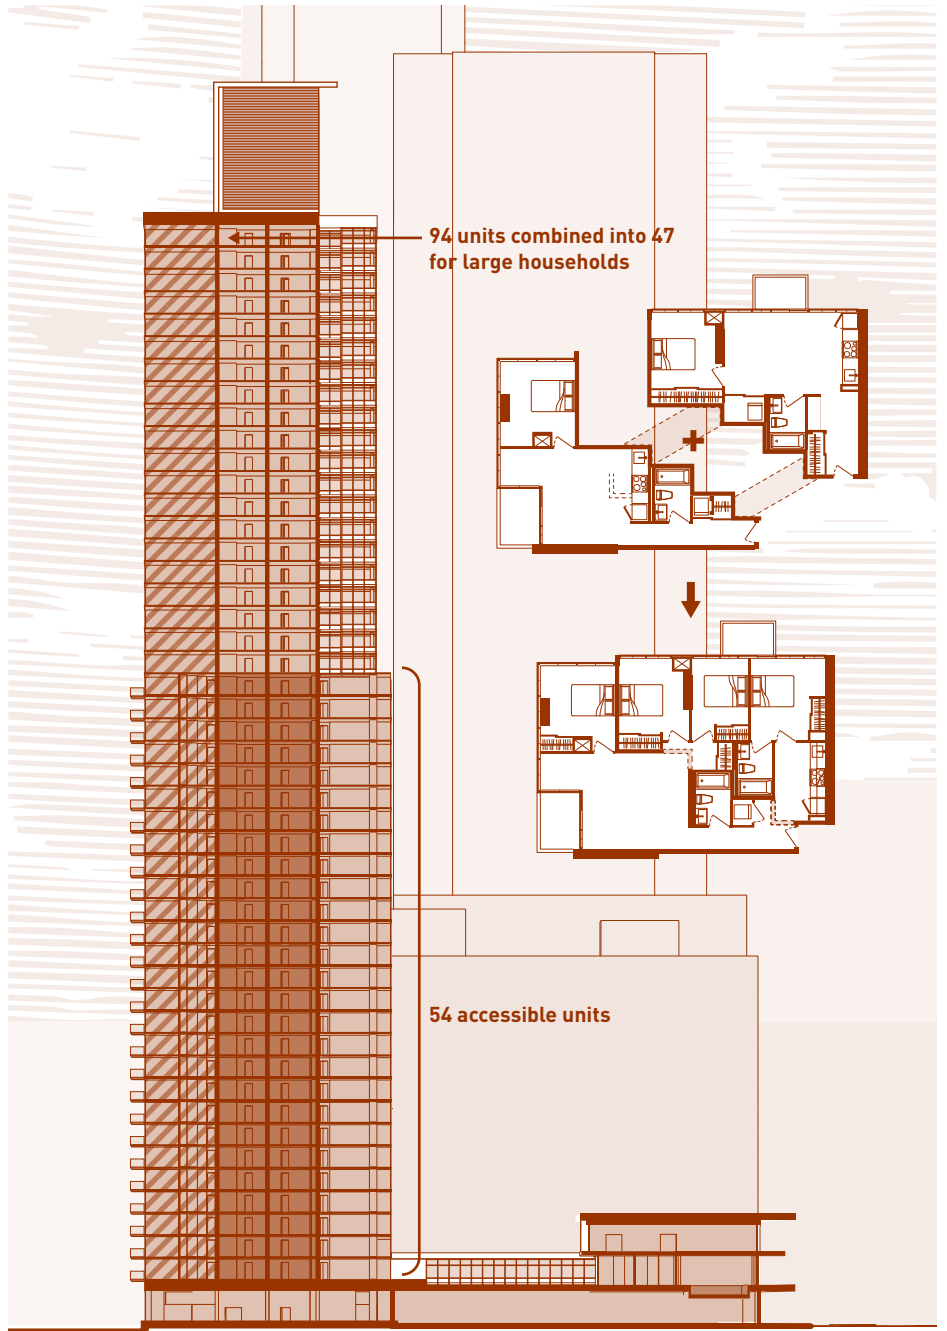 94 units combined into 47
for large households
54 accessible units